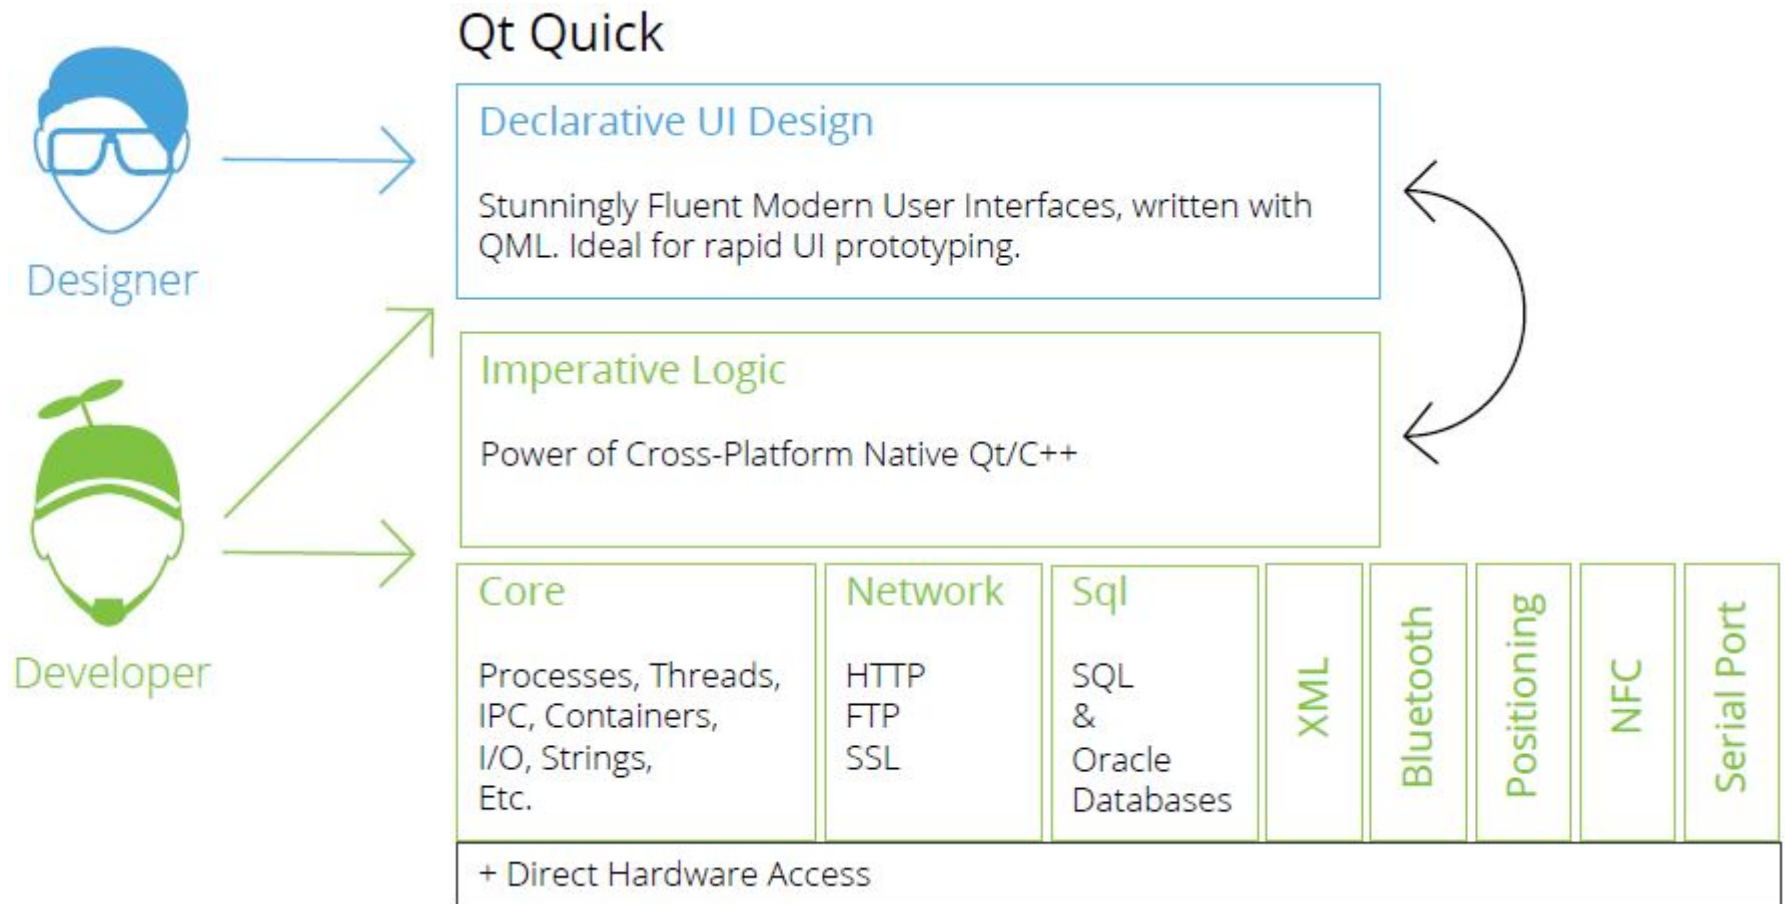 Qt Quick
Designer
Declarative UI Design
Stunningly Fluent Modern User Interfaces, written with
QML. Ideal for rapid UI prototyping.
Developer
Imperative Logic
Power of Cross-Platform Native Qt/C++
Core
Processes, Threads,
IPC, Containers,
I/O, Strings,
Etc.
Network
HTTP
FTP
SSL
Sql
SQL
&
Oracle
Databases
XML
Bluetooth
Positioning
NFC
Serial Port
+ Direct Hardware Access